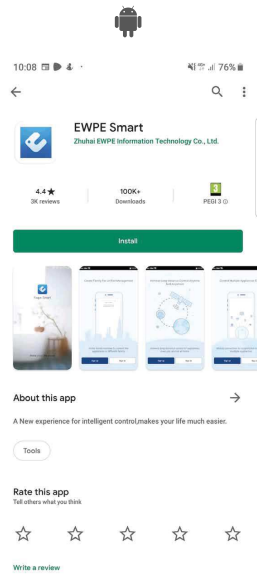 10:08
76%
EWPE Smart
Zhuhai EWPE Information Technology Co., Ltd.
4.4★
3K reviews
100K+
Downloads
3
PEGI 3
Install
About this app
A New experience for intelligent control,makes your life much easier.
Tools
Rate this app
Tell others what you think
Write a review